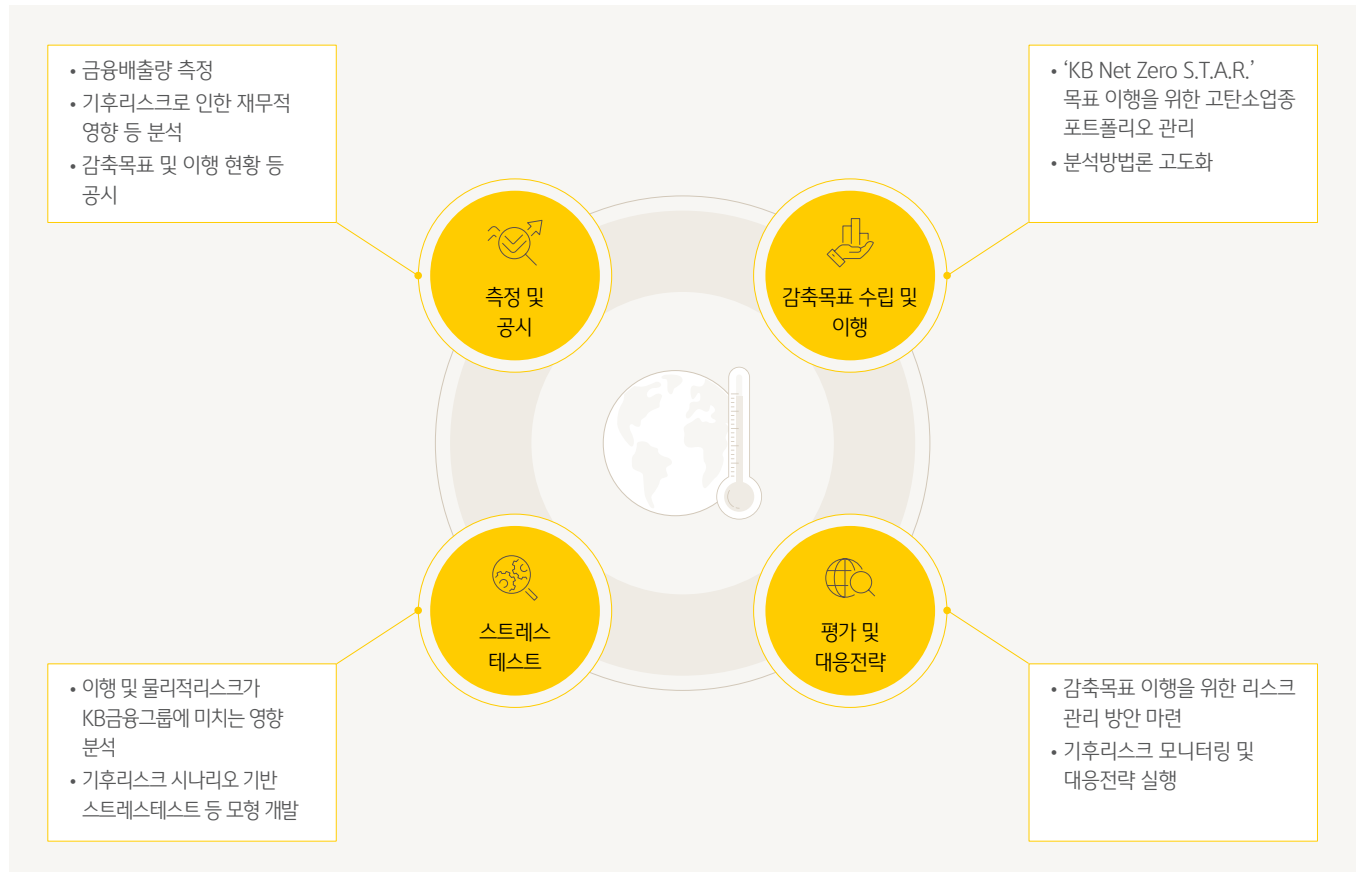 • 금융배출량 측정
• 기후리스크로 인한 재무적
영향 등 분석
• 감축목표 및 이행 현황 등
공시
• ‘KB Net Zero S.T.A.R.’
목표 이행을 위한 고탄소업종
포트폴리오 관리
• 분석방법론 고도화
측정 및
공시
감축목표 수립 및
이행
스트레스
테스트
평가 및
대응전략
• 이행 및 물리적리스크가
KB금융그룹에 미치는 영향
분석
• 기후리스크 시나리오 기반
스트레스테스트 등 모형 개발
• 감축목표 이행을 위한 리스크
관리 방안 마련
• 기후리스크 모니터링 및
대응전략 실행